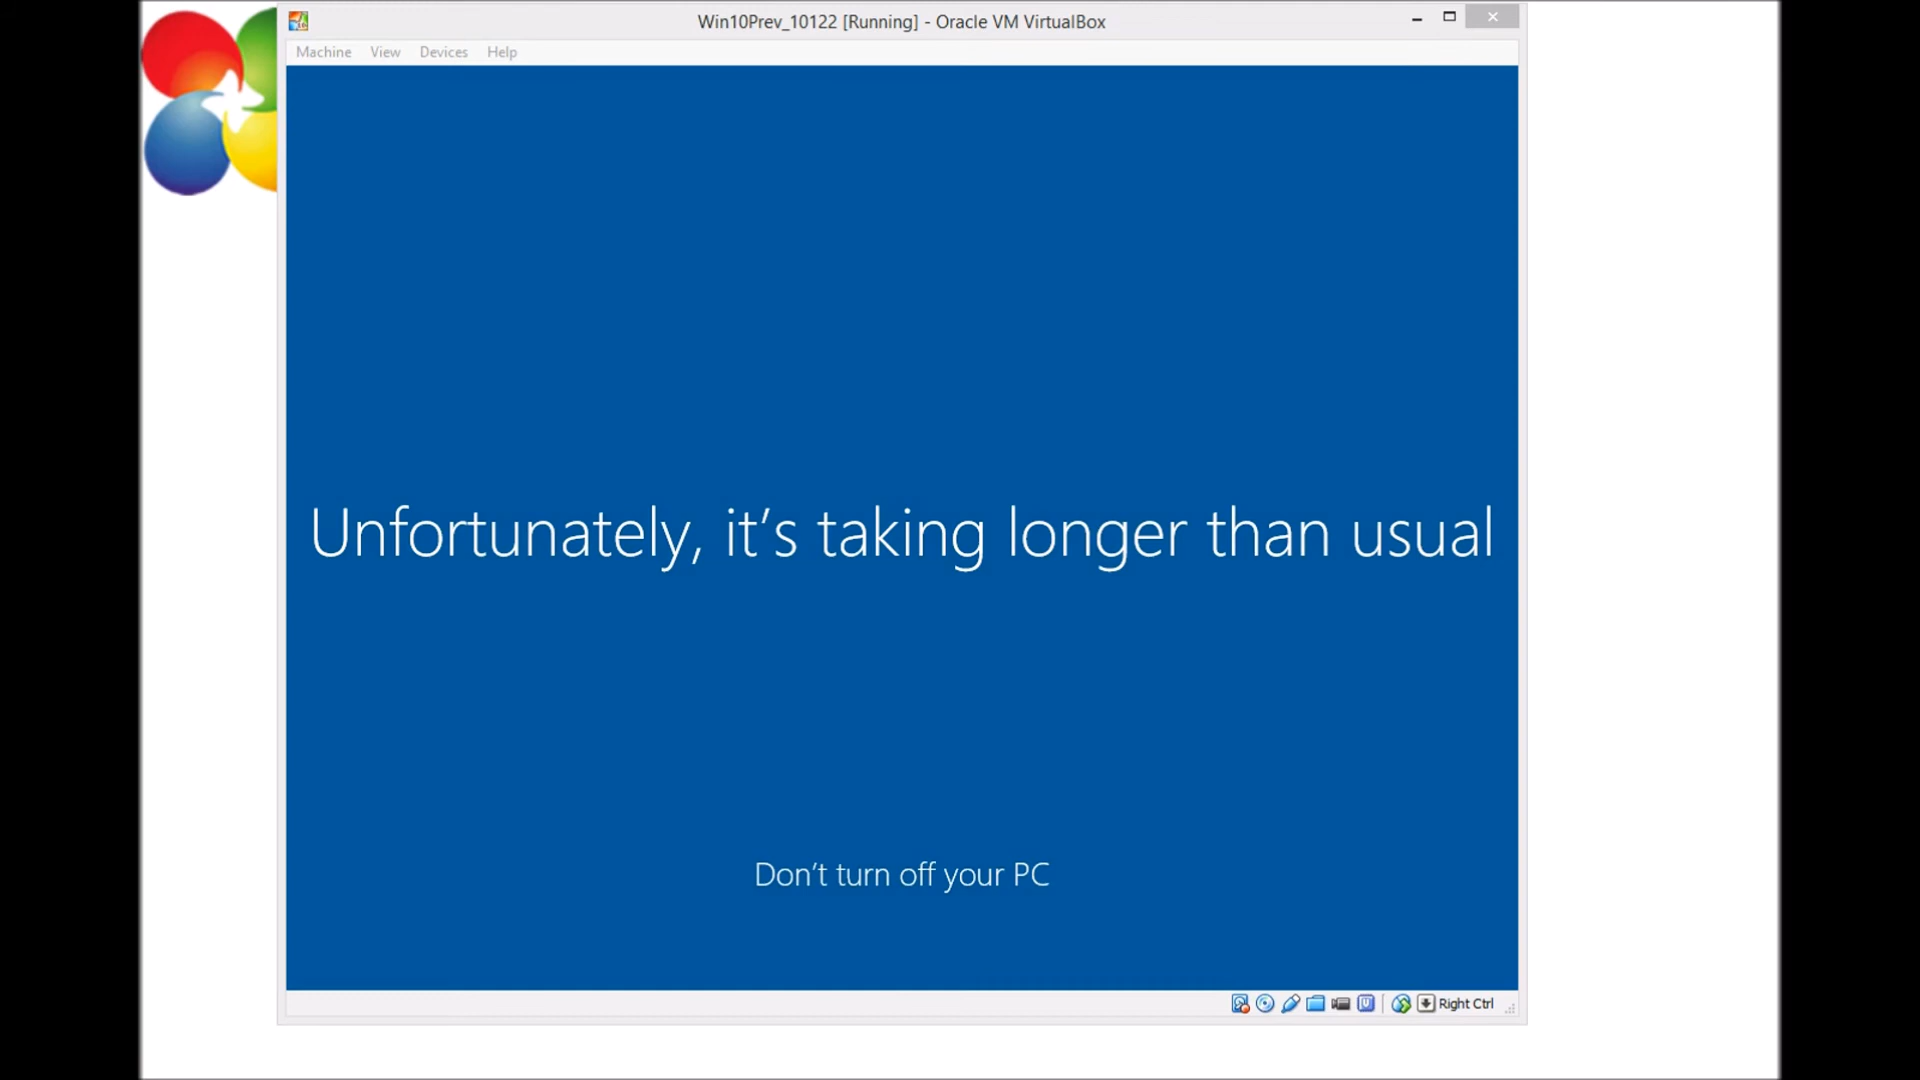 Win10Prev_10122 [Running] - Oracle VM VirtualBox
Machine View Devices Help
Unfortunately, it's taking longer than usual
Don't turn off your PC
Right Ctrl